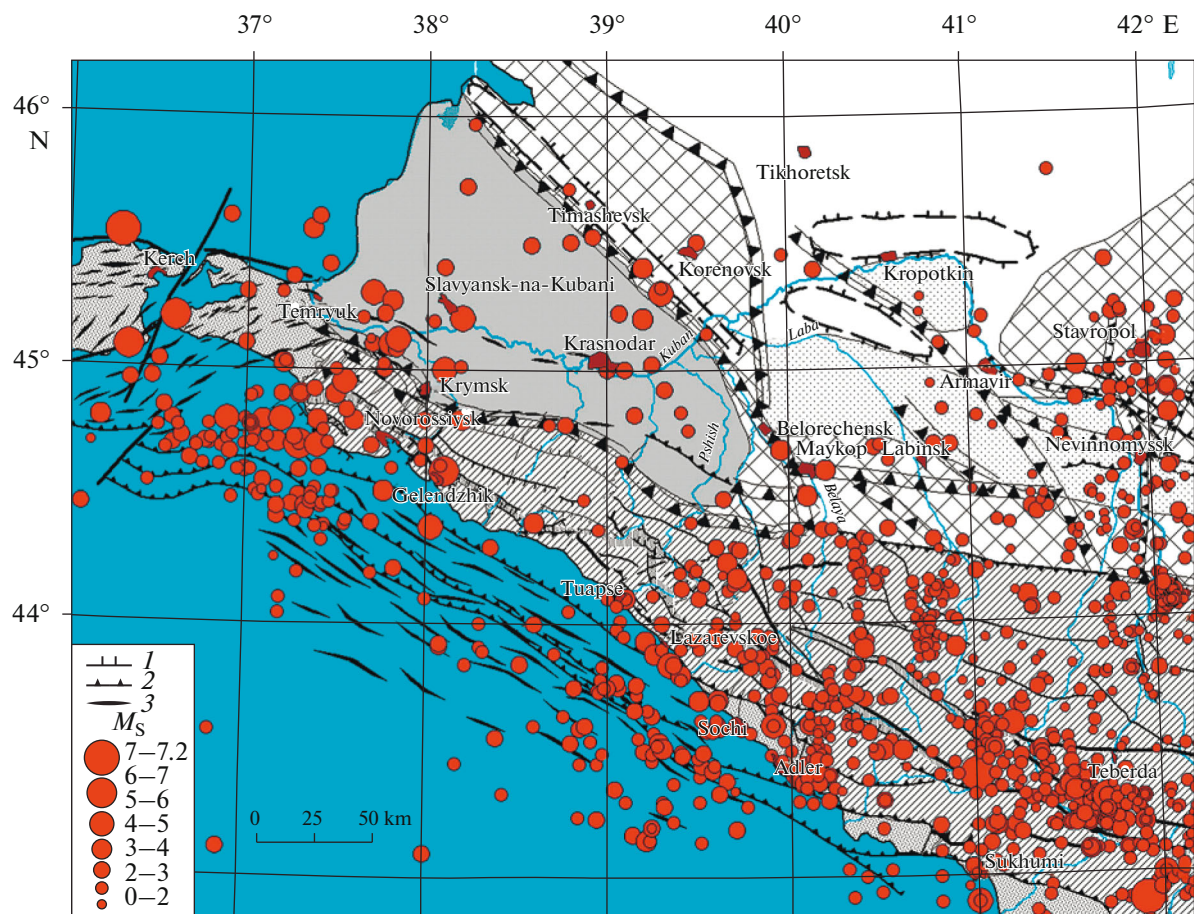 37° 38° 39° 40° 41° 42° E
46°
N
Tikhoretsk
Timashevsk
Kerch
Korenovsk
Kropotkin
Slavyansk-na-Kubani
Temryuk
Stavropol
Laba
Kuban
45°
Krasnodar
Krymsk
Armavir
Novorossiysk
Belorechensk
Nevinnomyssk
Maykop
Labinsk
Pshish
Gelendzhik
Belaya
Tuapse
44°
Lazarevskoe
Sochi
Adler
Teberda
Sukhumi
1
2
3
MS
7–7.2
6–7
5–6
4–5
3–4
2–3
0–2
0 25 50 km